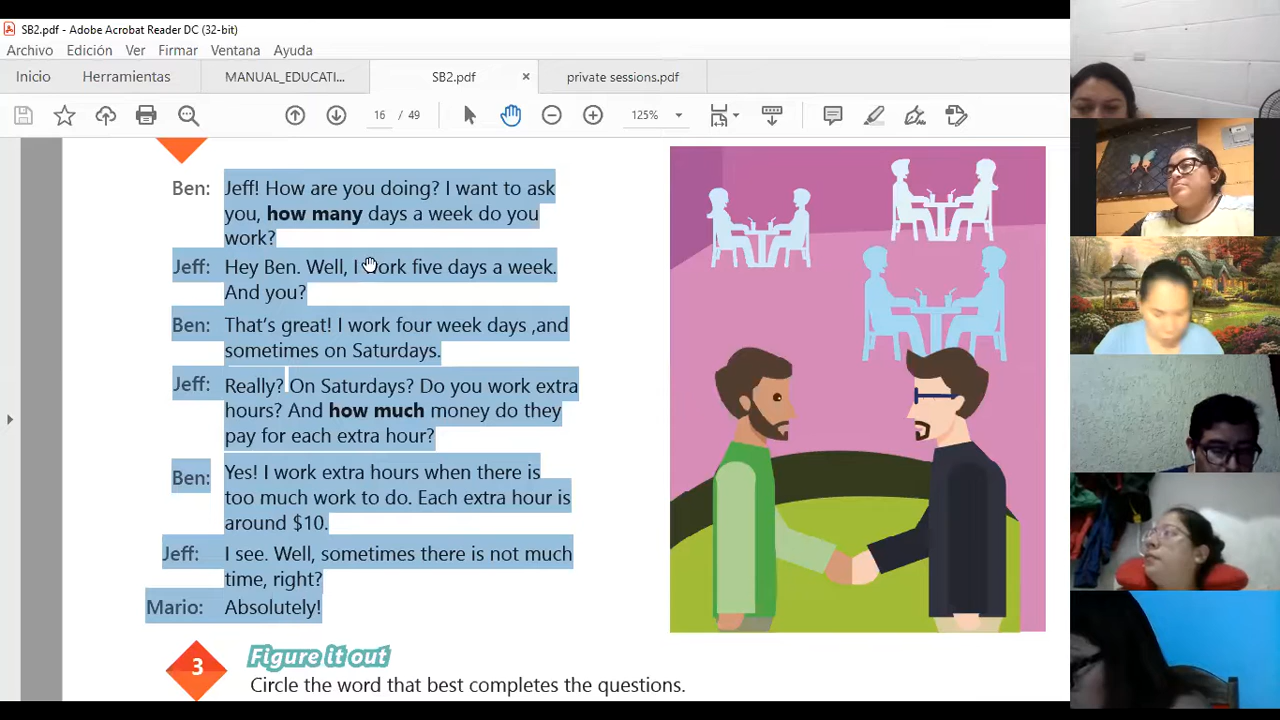 SB2.pdf - Adobe Acrobat Reader DC (32-bit)
Archivo Edición Ver Firmar Ventana Ayuda
Inicio Herramientas MANUAL_EDUCATI... SB2.pdf × private sessions.pdf
16 / 49 125%
Ben: Jeff! How are you doing? I want to ask
you, how many days a week do you
work?
Jeff: Hey Ben. Well, I work five days a week.
And you?
Ben: That's great! I work four week days ,and
sometimes on Saturdays.
Jeff: Really? On Saturdays? Do you work extra
hours? And how much money do they
pay for each extra hour?
Ben: Yes! I work extra hours when there is
too much work to do. Each extra hour is
around $10.
Jeff: I see. Well, sometimes there is not much
time, right?
Mario: Absolutely!
3 Figure it out
Circle the word that best completes the questions.